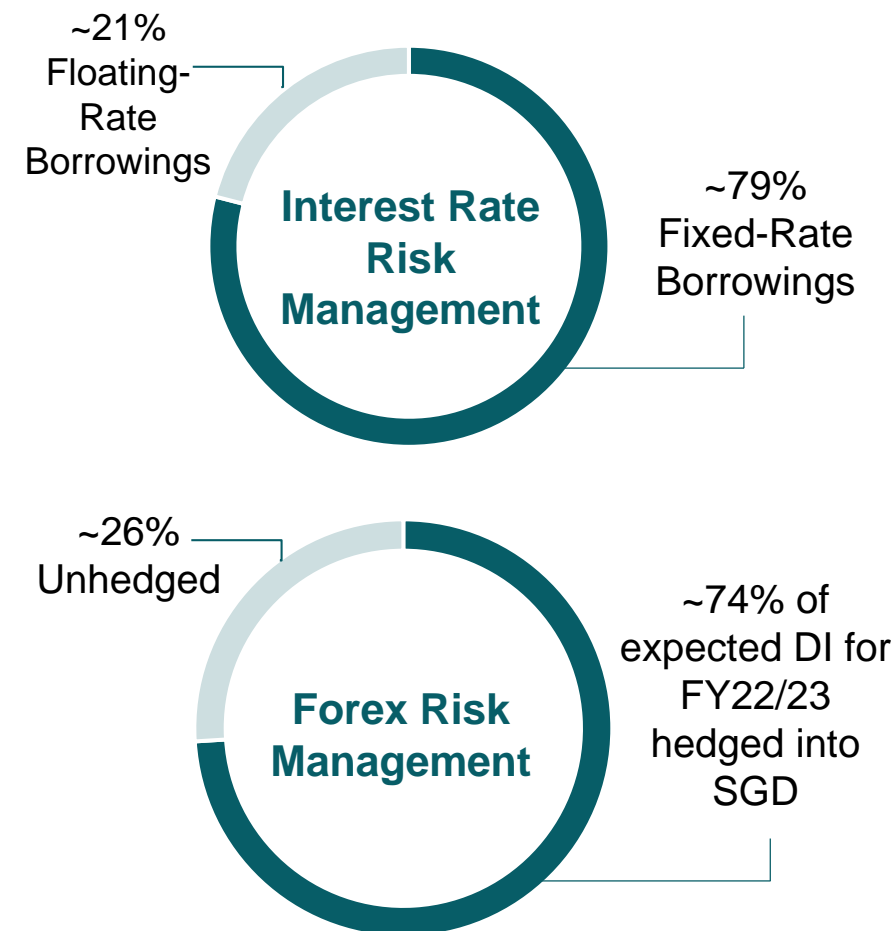 ~21%
Floating-
Rate
Borrowings
Interest Rate
Risk
Management
~79%
Fixed-Rate
Borrowings
~26%
Unhedged
Forex Risk
Management
~74% of
expected DI for
FY22/23
hedged into
SGD